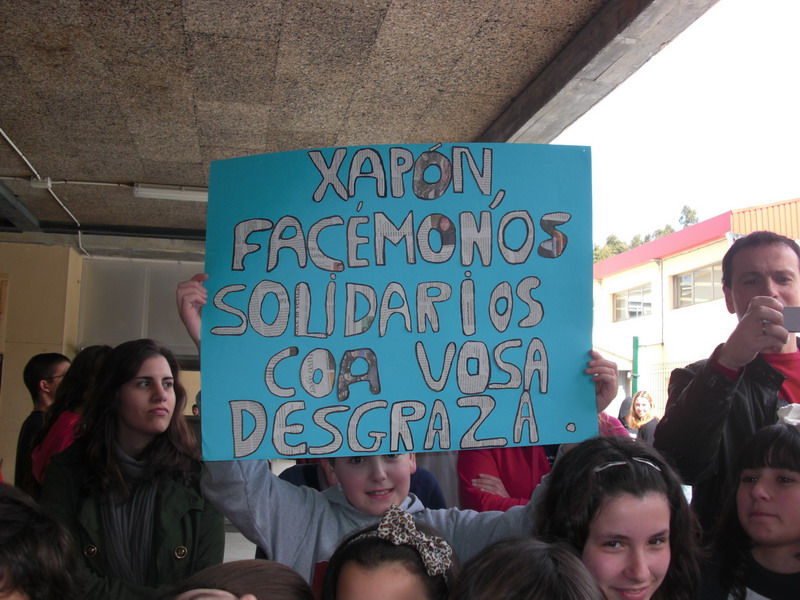 XAPÓN,
FACÉMONOS
SOLIDARIOS
COA VOSA
DESGRAZA.